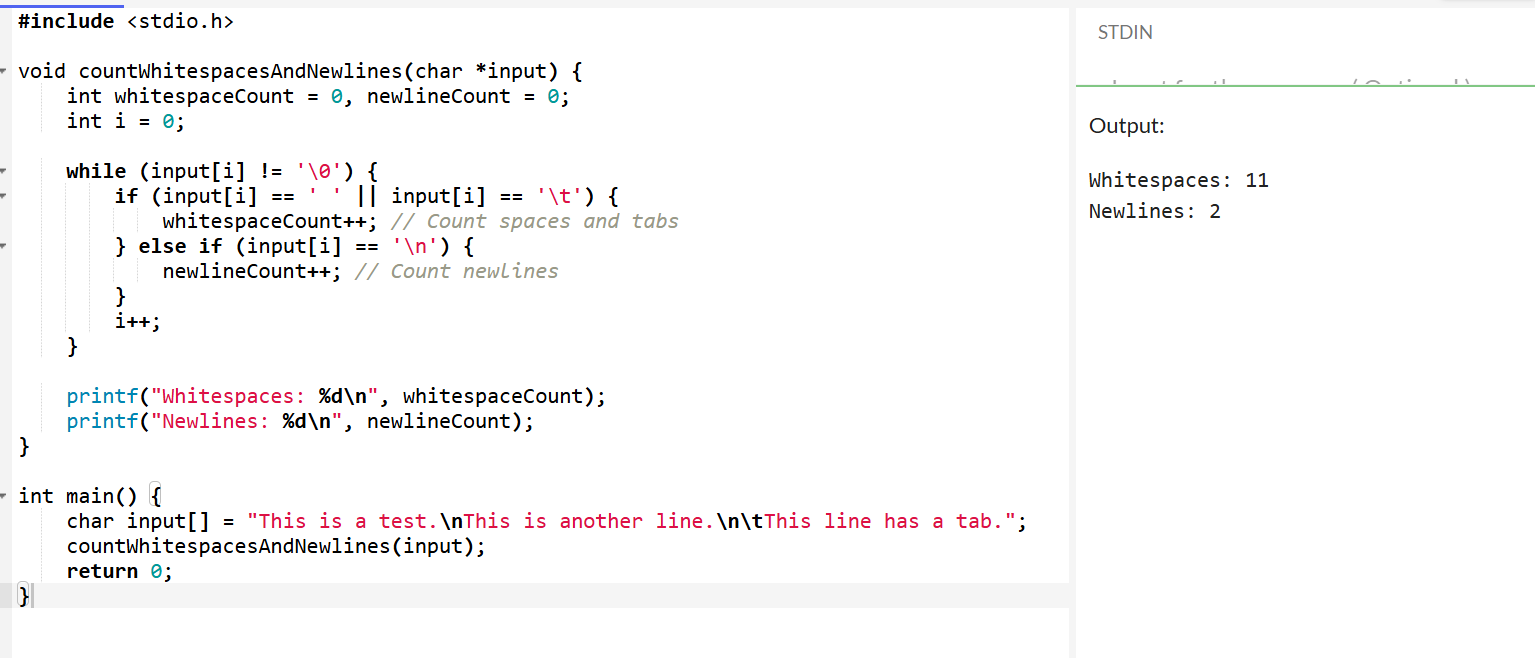 #include <stdio.h>
void countWhitespacesAndNewlines(char *input) {
    int whitespaceCount = 0, newlineCount = 0;
    int i = 0;
    while (input[i] != '\0') {
        if (input[i] == ' ' || input[i] == '\t') {
            whitespaceCount++; // Count spaces and tabs
        } else if (input[i] == '\n') {
            newlineCount++; // Count newlines
        }
        i++;
    }
    printf("Whitespaces: %d\n", whitespaceCount);
    printf("Newlines: %d\n", newlineCount);
}
int main() {
    char input[] = "This is a test.\nThis is another line.\n\tThis line has a tab.";
    countWhitespacesAndNewlines(input);
    return 0;
}
STDIN
Output:
Whitespaces: 11
Newlines: 2